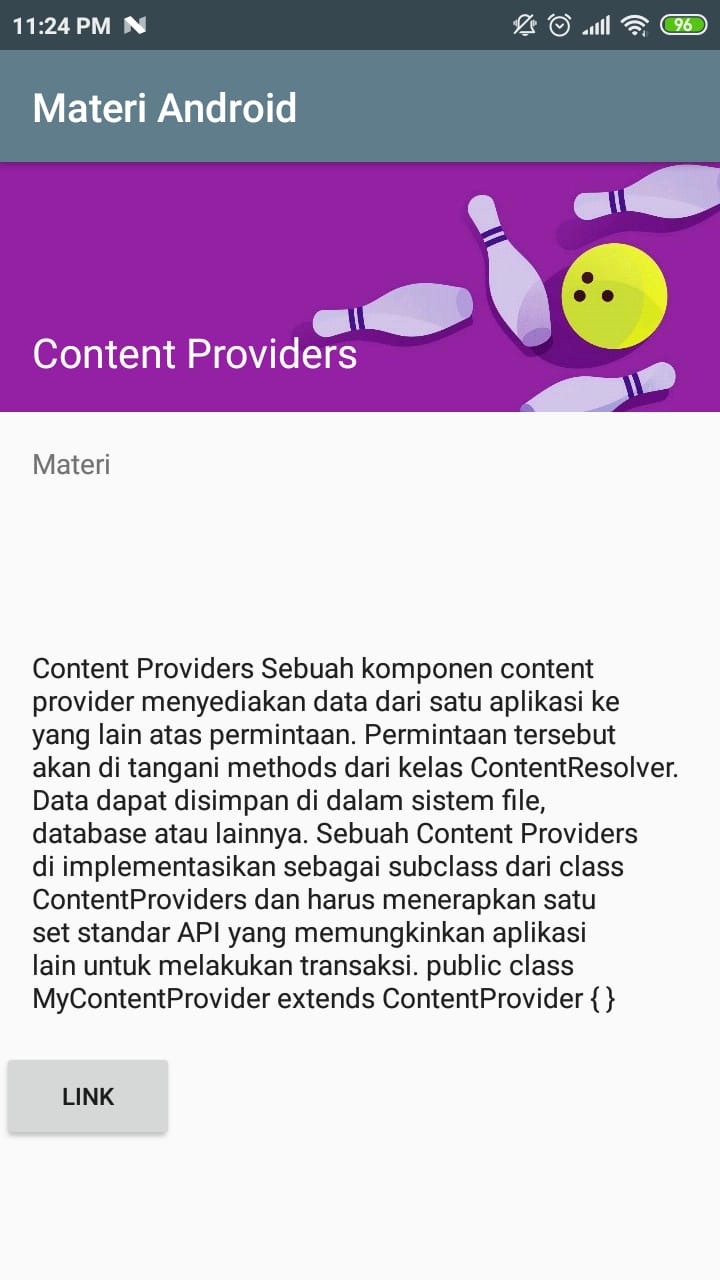 11:24 PM
96
Materi Android
Content Providers
Materi
Content Providers Sebuah komponen content
provider menyediakan data dari satu aplikasi ke
yang lain atas permintaan. Permintaan tersebut
akan di tangani methods dari kelas ContentResolver.
Data dapat disimpan di dalam sistem file,
database atau lainnya. Sebuah Content Providers
di implementasikan sebagai subclass dari class
ContentProviders dan harus menerapkan satu
set standar API yang memungkinkan aplikasi
lain untuk melakukan transaksi. public class
MyContentProvider extends ContentProvider { }
LINK